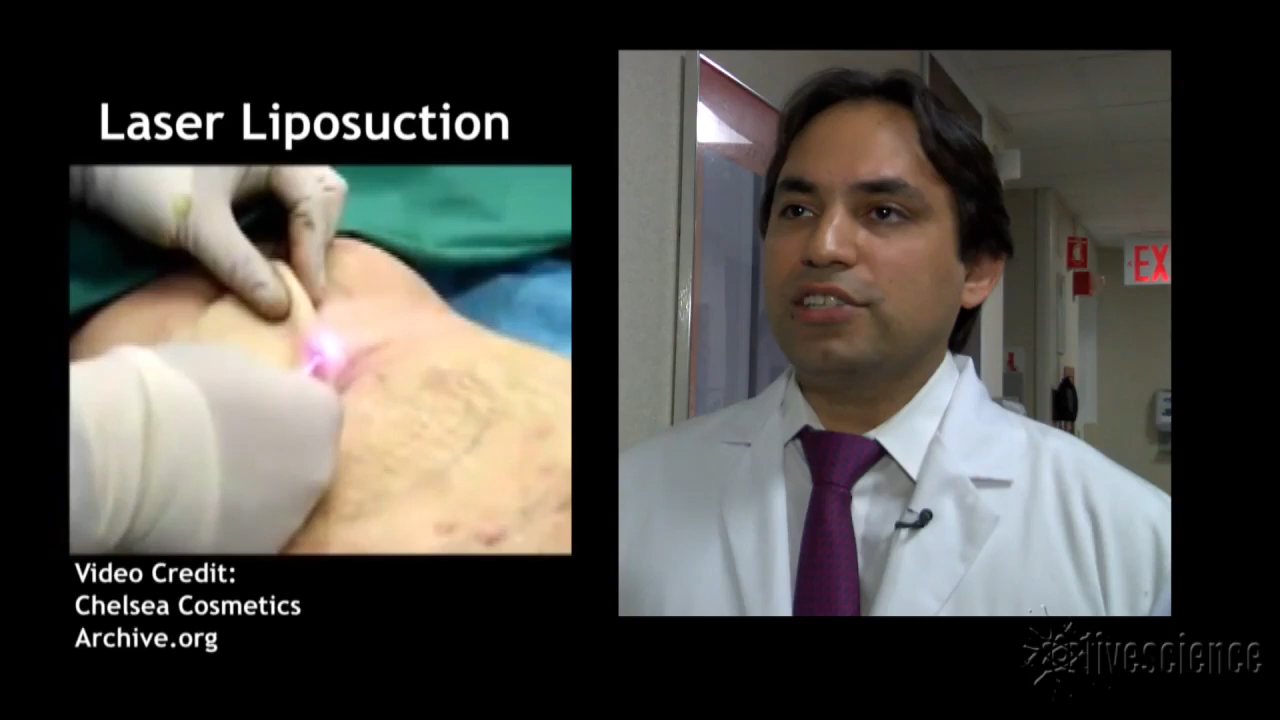 Laser Liposuction
EX
Video Credit:
Chelsea Cosmetics
Archive.org
livescience